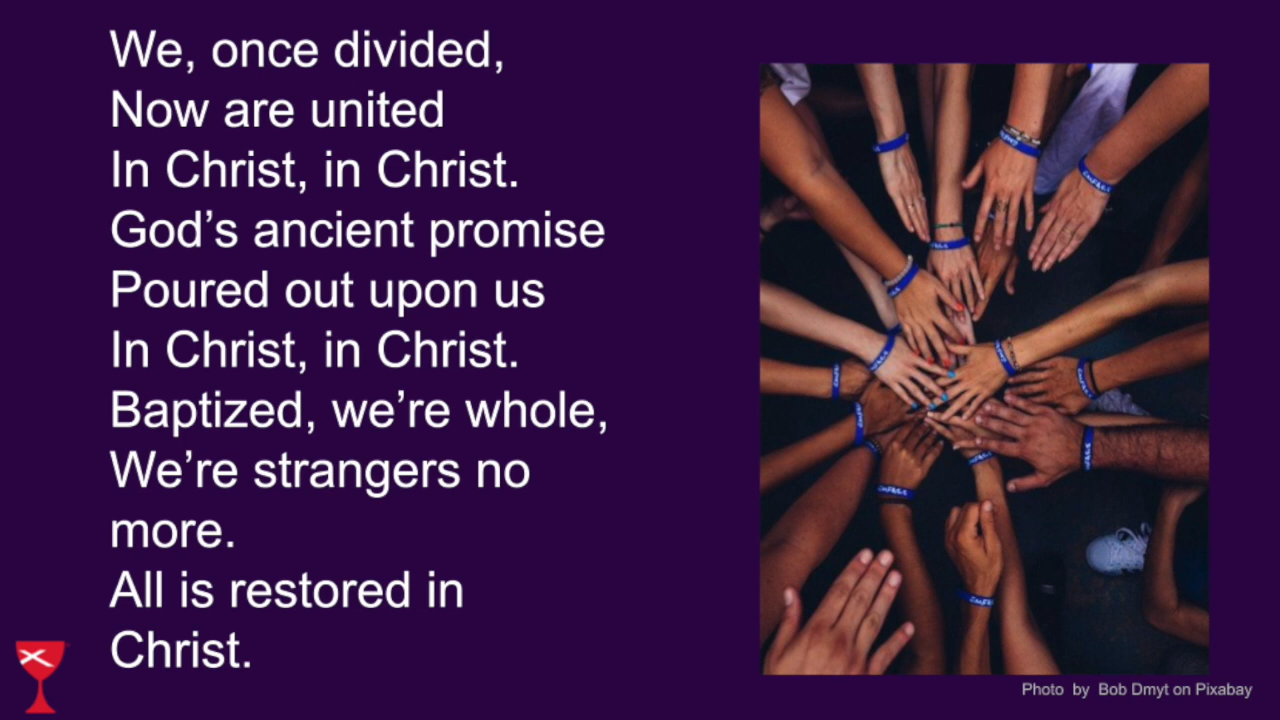 We, once divided,
Now are united
In Christ, in Christ.
God’s ancient promise
Poured out upon us
In Christ, in Christ.
Baptized, we’re whole,
We’re strangers no
more.
All is restored in
Christ.
Photo by Bob Dmyt on Pixabay